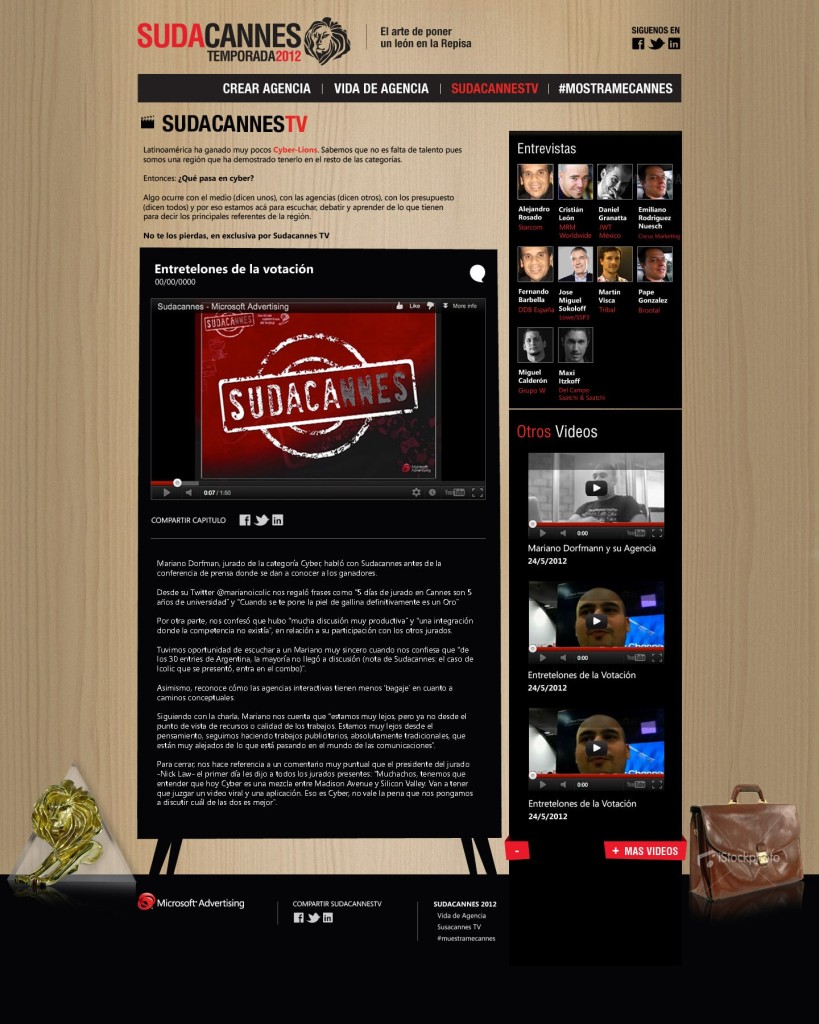 SUDACANNES
TEMPORADA2012
El arte de poner
un león en la Repisa
SIGUENOS EN
CREAR AGENCIA
VIDA DE AGENCIA
SUDACANNESTV
#MOSTRAMECANNES
SUDACANNESTV
Latinoamérica ha ganado muy pocos Cyber-Lions. Sabemos que no es falta de talento pues
somos una región que ha demostrado tenerlo en el resto de las categorías.
Entonces: ¿Qué pasa en cyber?
Algo ocurre con el medio (dicen unos), con las agencias (dicen otros), con los presupuesto
(dicen todos) y por eso estamos acá para escuchar, debatir y aprender de lo que tienen
para decir los principales referentes de la región.
No te los pierdas, en exclusiva por Sudacannes TV
Entretelones de la votación
00/00/0000
Sudacannes - Microsoft Advertising
Like
More info
SUDACANNES
SUDACANNES
Microsoft
Advertising
0:07 / 1:50
YouTube
COMPARTIR CAPITULO
Mariano Dorfman, jurado de la categoría Cyber, habló con Sudacannes antes de la
conferencia de prensa donde se dan a conocer a los ganadores.
Desde su Twitter @marianoicolic nos regaló frases como "5 días de jurado en Cannes son 5
años de universidad" y "Cuando se te pone la piel de gallina definitivamente es un Oro"
Por otra parte, nos confesó que hubo "mucha discusión muy productiva" y "una integración
donde la competencia no existía", en relación a su participación con los otros jurados.
Tuvimos oportunidad de escuchar a un Mariano muy sincero cuando nos confiesa que "de
los 30 entries de Argentina, la mayoría no llegó a discusión (nota de Sudacannes: el caso de
Icolic que se presentó, entra en el combo)".
Asimismo, reconoce cómo las agencias interactivas tienen menos 'bagaje' en cuanto a
caminos conceptuales.
Siguiendo con la charla, Mariano nos cuenta que "estamos muy lejos, pero ya no desde el
punto de vista de recursos o calidad de los trabajos. Estamos muy lejos desde el
pensamiento, seguimos haciendo trabajos publicitarios, absolutamente tradicionales, que
están muy alejados de lo que está pasando en el mundo de las comunicaciones".
Para cerrar, nos hace referencia a un comentario muy puntual que el presidente del jurado
-Nick Law- el primer día les dijo a todos los jurados presentes: "Muchachos, tenemos que
entender que hoy Cyber es una mezcla entre Madison Avenue y Silicon Valley. Van a tener
que juzgar un video viral y una aplicación. Eso es Cyber, no vale la pena que nos pongamos
a discutir cuál de las dos es mejor".
Entrevistas
Alejandro
Rosado
Starcom
Cristián
León
MRM
Worldwide
Daniel
Granatta
JWT
México
Emiliano
Rodriguez
Nuesch
Circus Marketing
Fernando
Barbella
DDB España
Jose
Miguel
Sokoloff
Lowe/SSP3
Martín
Visca
Tribal
Pape
Gonzalez
Brootal
Miguel
Calderón
Grupo W
Maxi
Itzkoff
Del Campo
Saatchi & Saatchi
Otros Videos
0:00
Mariano Dorfmann y su Agencia
24/5/2012
0:00
Entretelones de la Votación
24/5/2012
0:00
Entretelones de la Votación
24/5/2012
-
+ MAS VIDEOS
iStockphoto
Microsoft Advertising
COMPARTIR SUDACANNESTV
SUDACANNES 2012
Vida de Agencia
Susacannes TV
#muestramecannes